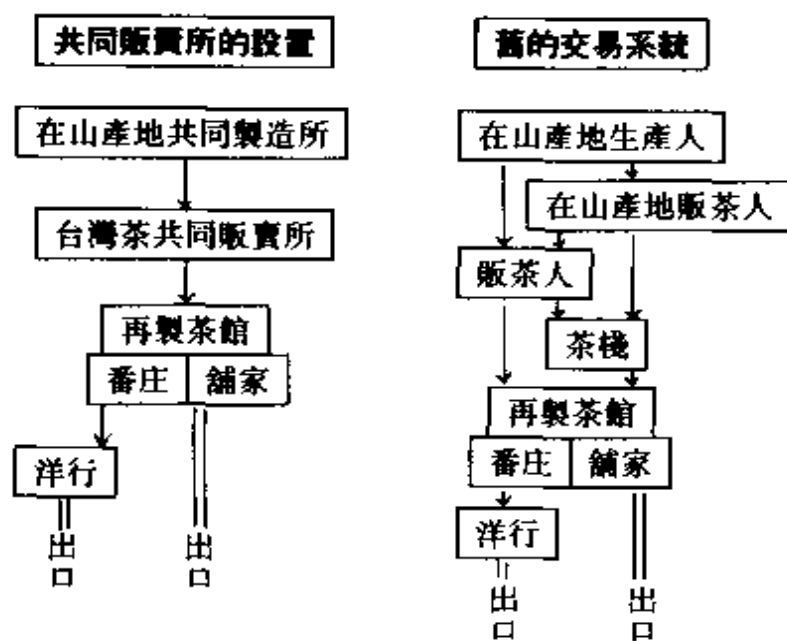 共同販賣所的設置
在山產地共同製造所
台灣茶共同販賣所
再製茶館
番庄
舖家
洋行
出口
出口
舊的交易系統
在山產地生產人
在山產地販茶人
販茶人
茶棧
再製茶館
番庄
舖家
洋行
出口
出口